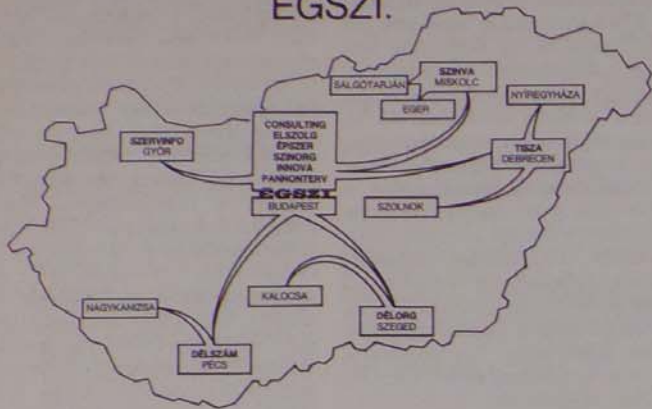 EGSZI.
SALGÓTARJÁN
SZINVA
MISKOLC
EGER
NYÍREGYHÁZA
CONSULTING
ELSZOLG
ÉPSZER
SZINORG
INNOVA
PANNONTERV
EGSZI
BUDAPEST
SZERVINFO
GYŐR
TISZA
DEBRECEN
SZOLNOK
NAGYKANIZSA
KALOCSA
DÉLORG
SZEGED
DÉLSZÁM
PÉCS